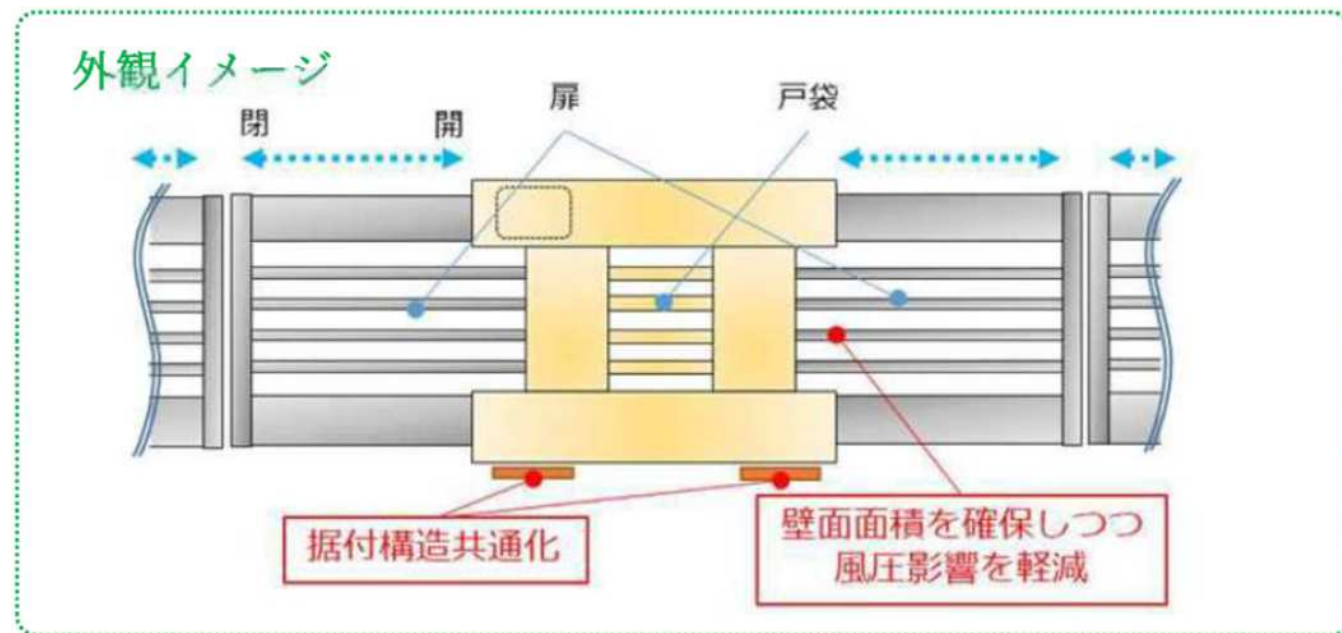 外観イメージ
閉
開
扉
戸袋
据付構造共通化
壁面面積を確保しつつ
風圧影響を軽減